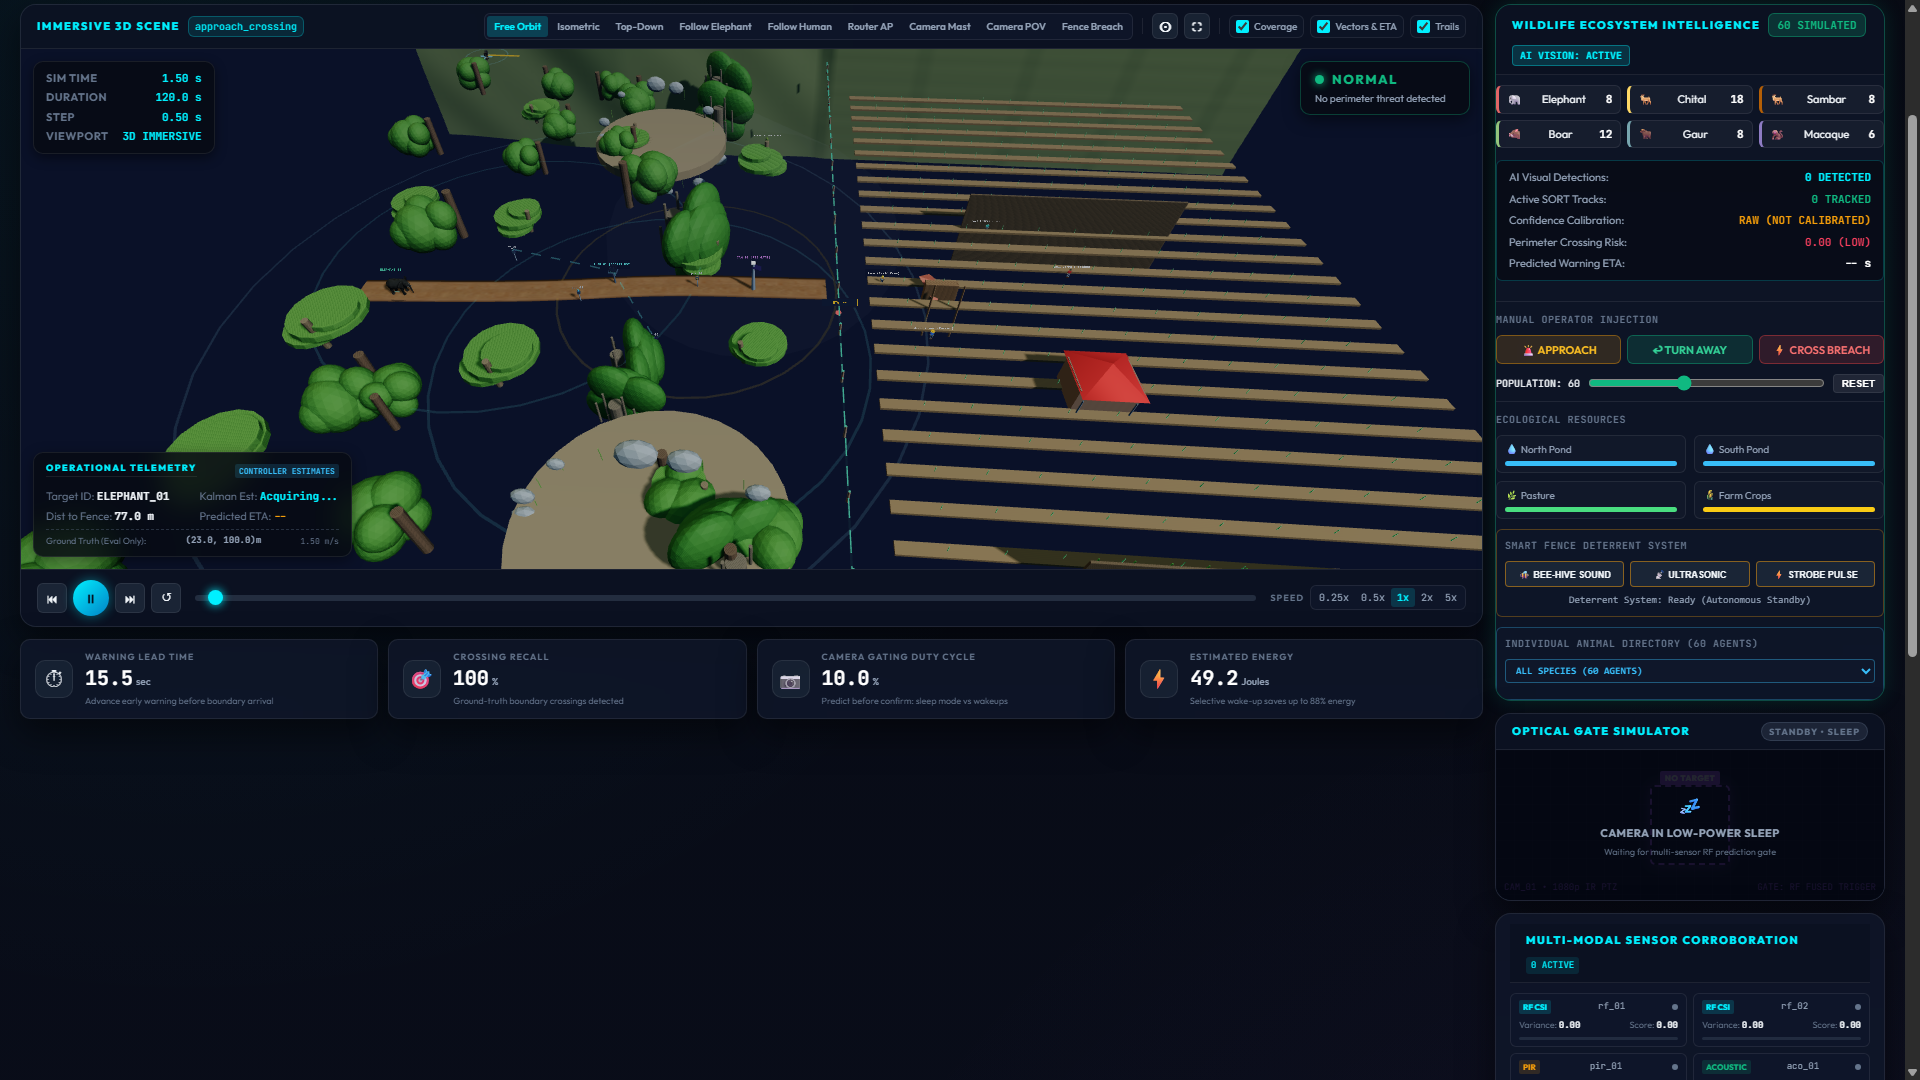 IMMERSIVE 3D SCENE approach_crossing
Free Orbit Isometric Top-Down Follow Elephant Follow Human Router AP Camera Mast Camera POV Fence Breach
Coverage Vectors & ETA Trails
SIM TIME 1.50 s
DURATION 120.0 s
STEP 0.50 s
VIEWPORT 3D IMMERSIVE
NORMAL
No perimeter threat detected
OPERATIONAL TELEMETRY CONTROLLER ESTIMATES
Target ID: ELEPHANT_01 Kalman Est: Acquiring...
Dist to Fence: 77.0 m Predicted ETA: --
Ground Truth (Eval Only): (23.0, 100.0)m 1.50 m/s
SPEED 0.25x 0.5x 1x 2x 5x
WARNING LEAD TIME
15.5 sec
Advance early warning before boundary arrival
CROSSING RECALL
100 %
Ground-truth boundary crossings detected
CAMERA GATING DUTY CYCLE
10.0 %
Predict before confirm: sleep mode vs wakeups
ESTIMATED ENERGY
49.2 Joules
Selective wake-up saves up to 88% energy
WILDLIFE ECOSYSTEM INTELLIGENCE 60 SIMULATED
AI VISION: ACTIVE
Elephant 8 Chital 18 Sambar 8
Boar 12 Gaur 8 Macaque 6
AI Visual Detections: 0 DETECTED
Active SORT Tracks: 0 TRACKED
Confidence Calibration: RAW (NOT CALIBRATED)
Perimeter Crossing Risk: 0.00 (LOW)
Predicted Warning ETA: -- s
MANUAL OPERATOR INJECTION
APPROACH TURN AWAY CROSS BREACH
POPULATION: 60 RESET
ECOLOGICAL RESOURCES
North Pond South Pond
Pasture Farm Crops
SMART FENCE DETERRENT SYSTEM
BEE-HIVE SOUND ULTRASONIC STROBE PULSE
Deterrent System: Ready (Autonomous Standby)
INDIVIDUAL ANIMAL DIRECTORY (60 AGENTS)
ALL SPECIES (60 AGENTS)
OPTICAL GATE SIMULATOR STANDBY • SLEEP
NO TARGET
CAMERA IN LOW-POWER SLEEP
Waiting for multi-sensor RF prediction gate
GATE: RF FUSED TRIGGER
MULTI-MODAL SENSOR CORROBORATION
0 ACTIVE
RF CSI rf_01 RF CSI rf_02
Variance: 0.00 Score: 0.00 Variance: 0.00 Score: 0.00
PIR pir_01 ACOUSTIC aco_01